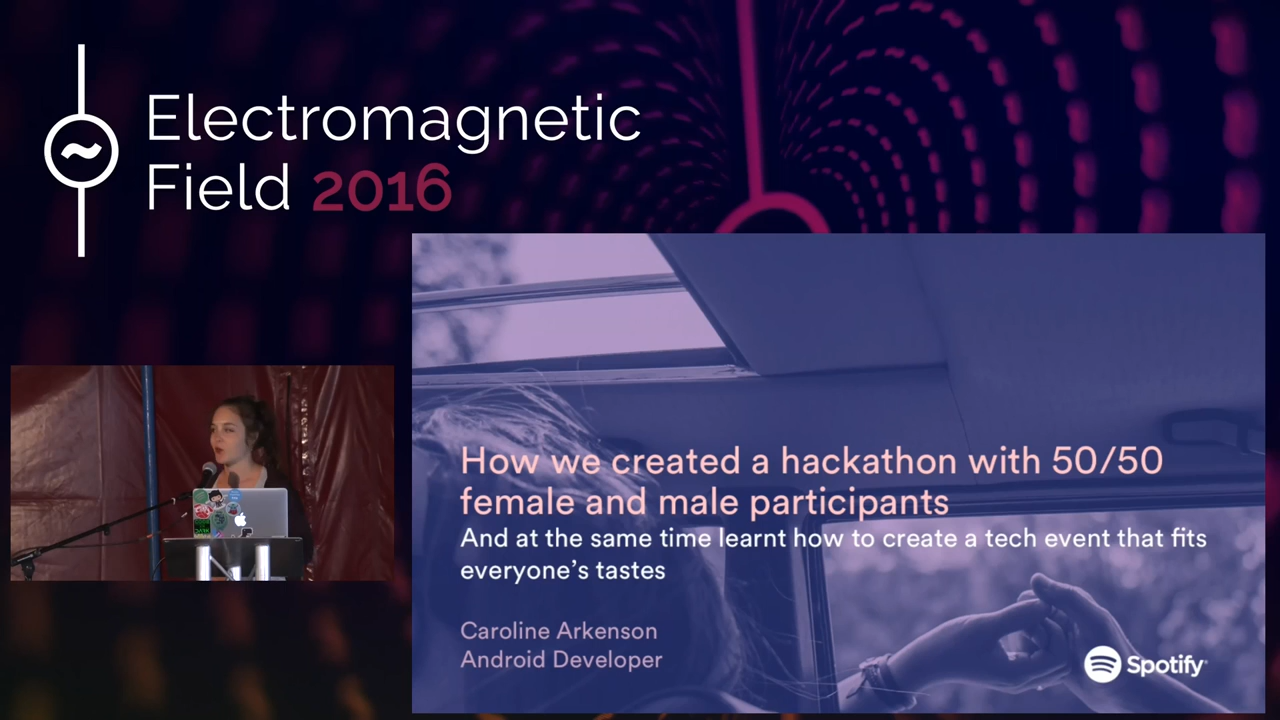 Electromagnetic
Field 2016
How we created a hackathon with 50/50
female and male participants
And at the same time learnt how to create a tech event that fits
everyone's tastes
Caroline Arkenson
Android Developer
Spotify